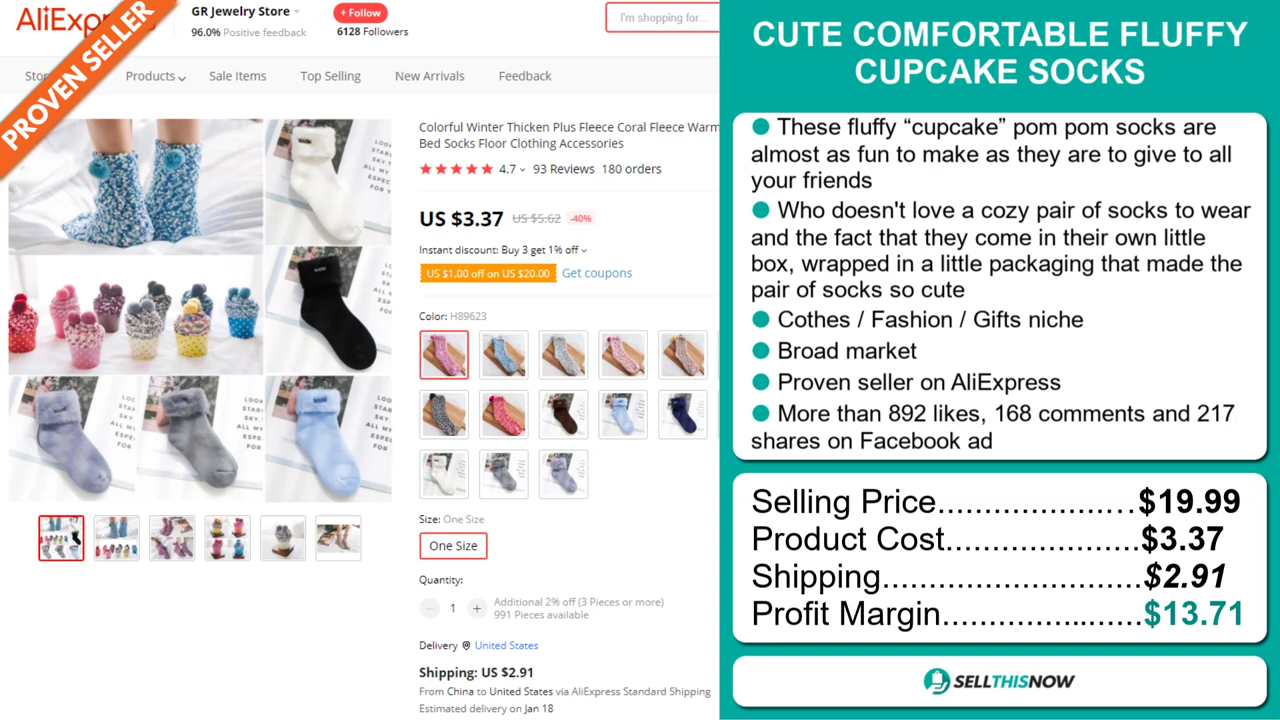 AliExpress
PROVEN SELLER
GR Jewelry Store
96.0% Positive feedback
+ Follow
6128 Followers
I'm shopping for...
Products
Sale Items
Top Selling
New Arrivals
Feedback
Colorful Winter Thicken Plus Fleece Coral Fleece Warm
Bed Socks Floor Clothing Accessories
4.7
93 Reviews
180 orders
US $3.37
US $5.62
-40%
Instant discount: Buy 3 get 1% off
US $1.00 off on US $20.00
Get coupons
Color: H89623
Size: One Size
One Size
Quantity:
1
+
Additional 2% off (3 Pieces or more)
991 Pieces available
Delivery United States
Shipping: US $2.91
From China to United States via AliExpress Standard Shipping
Estimated delivery on Jan 18
CUTE COMFORTABLE FLUFFY
CUPCAKE SOCKS
● These fluffy “cupcake” pom pom socks are
almost as fun to make as they are to give to all
your friends
● Who doesn't love a cozy pair of socks to wear
and the fact that they come in their own little
box, wrapped in a little packaging that made the
pair of socks so cute
● Cothes / Fashion / Gifts niche
● Broad market
● Proven seller on AliExpress
● More than 892 likes, 168 comments and 217
shares on Facebook ad
Selling Price.....................$19.99
Product Cost.....................$3.37
Shipping............................$2.91
Profit Margin......................$13.71
SELLTHISNOW